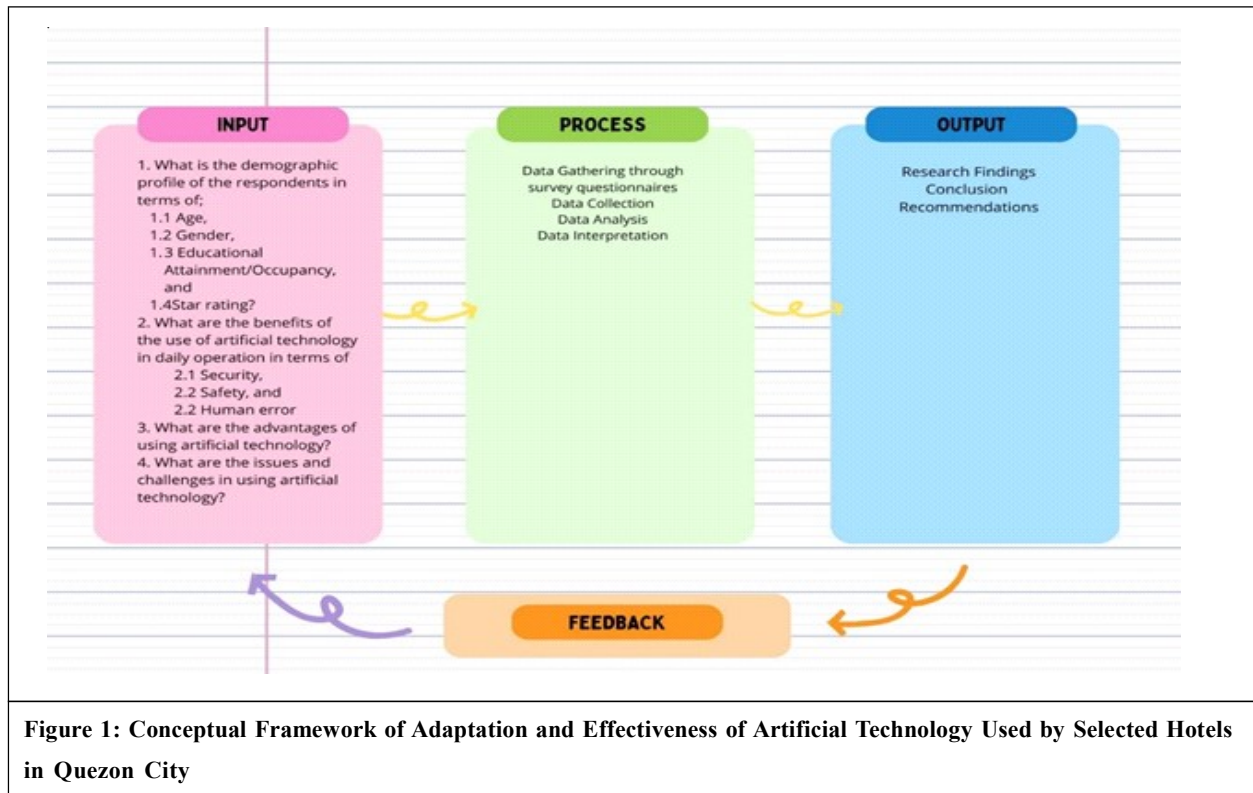 INPUT
1. What is the demographic
profile of the respondents in
terms of;
1.1 Age,
1.2 Gender,
1.3 Educational
Attainment/Occupancy,
and
1.4Star rating?
2. What are the benefits of
the use of artificial technology
in daily operation in terms of
2.1 Security,
2.2 Safety, and
2.2 Human error
3. What are the advantages of
using artificial technology?
4. What are the issues and
challenges in using artificial
technology?
PROCESS
Data Gathering through
survey questionnaires
Data Collection
Data Analysis
Data Interpretation
OUTPUT
Research Findings
Conclusion
Recommendations
FEEDBACK
Figure 1: Conceptual Framework of Adaptation and Effectiveness of Artificial Technology Used by Selected Hotels
in Quezon City